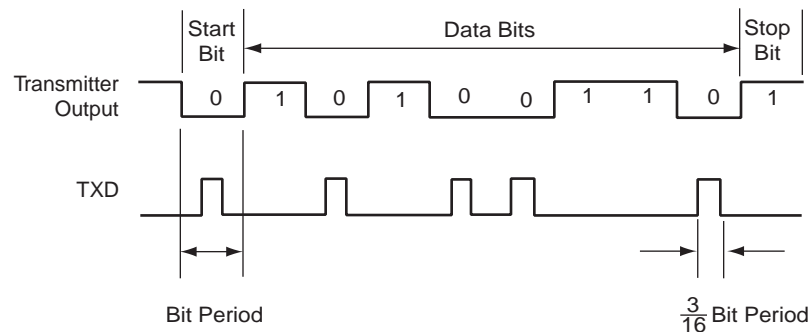 Start
Bit
Data Bits
Stop
Bit
Transmitter
Output
0 1 0 1 0 0 1 1 0 1
TXD
Bit Period
3
16 Bit Period